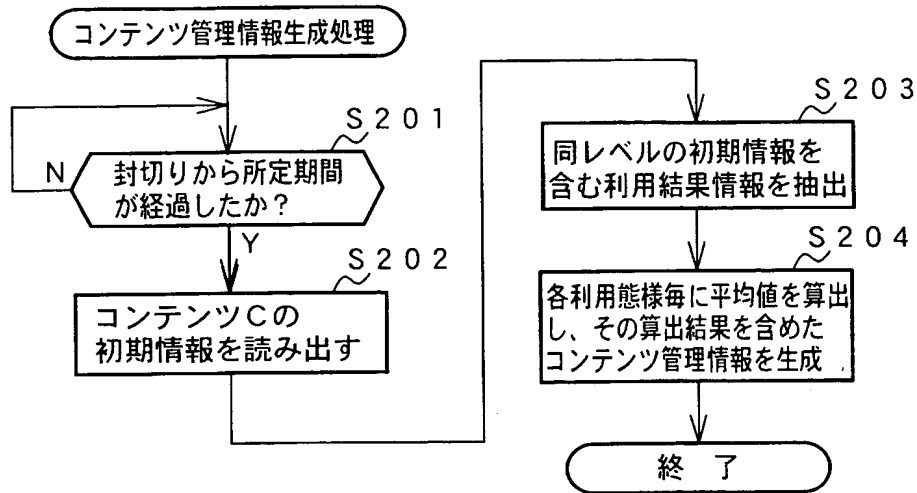 コンテンツ管理情報生成処理
S201
N
封切りから所定期間
が経過したか?
Y
S202
コンテンツCの
初期情報を読み出す
S203
同レベルの初期情報を
含む利用結果情報を抽出
S204
各利用態様毎に平均値を算出
し、その算出結果を含めた
コンテンツ管理情報を生成
終 了